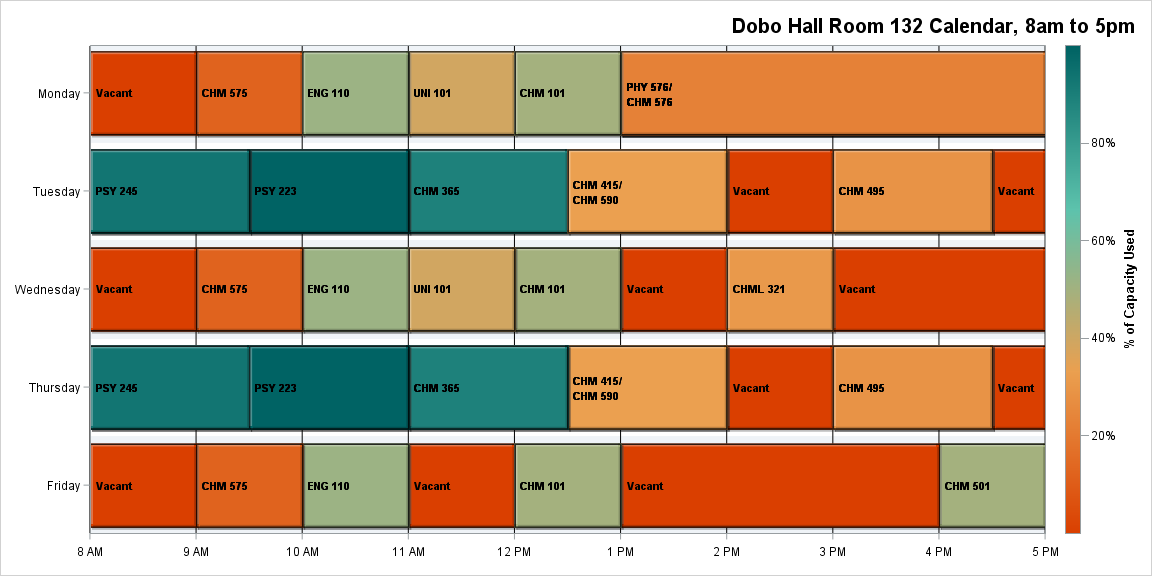 Dobo Hall Room 132 Calendar, 8am to 5pm
Monday
Vacant
CHM 575
ENG 110
UNI 101
CHM 101
PHY 576/
CHM 576
Tuesday
PSY 245
PSY 223
CHM 365
CHM 415/
CHM 590
Vacant
CHM 495
Vacant
Wednesday
Vacant
CHM 575
ENG 110
UNI 101
CHM 101
Vacant
CHML 321
Vacant
Thursday
PSY 245
PSY 223
CHM 365
CHM 415/
CHM 590
Vacant
CHM 495
Vacant
Friday
Vacant
CHM 575
ENG 110
Vacant
CHM 101
Vacant
CHM 501
8 AM
9 AM
10 AM
11 AM
12 PM
1 PM
2 PM
3 PM
4 PM
5 PM
80%
60%
40%
20%
% of Capacity Used